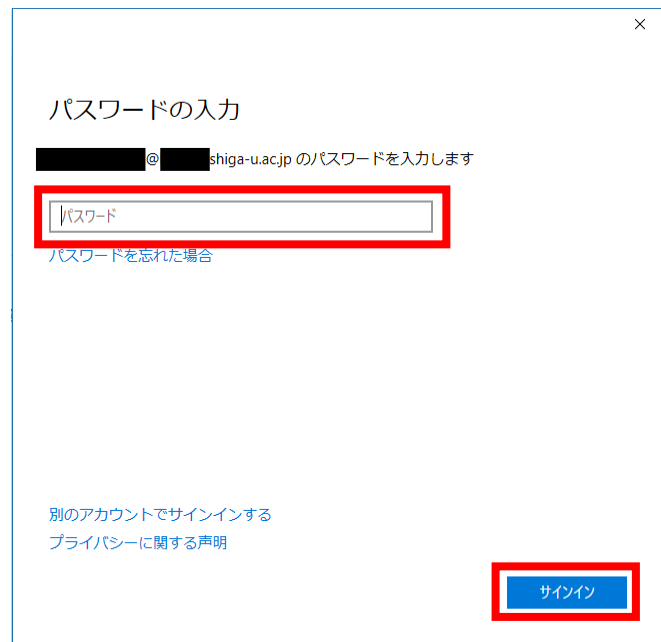 パスワードの入力
@ shiga-u.ac.jp のパスワードを入力します
パスワード
パスワードを忘れた場合
別のアカウントでサインインする
プライバシーに関する声明
サインイン